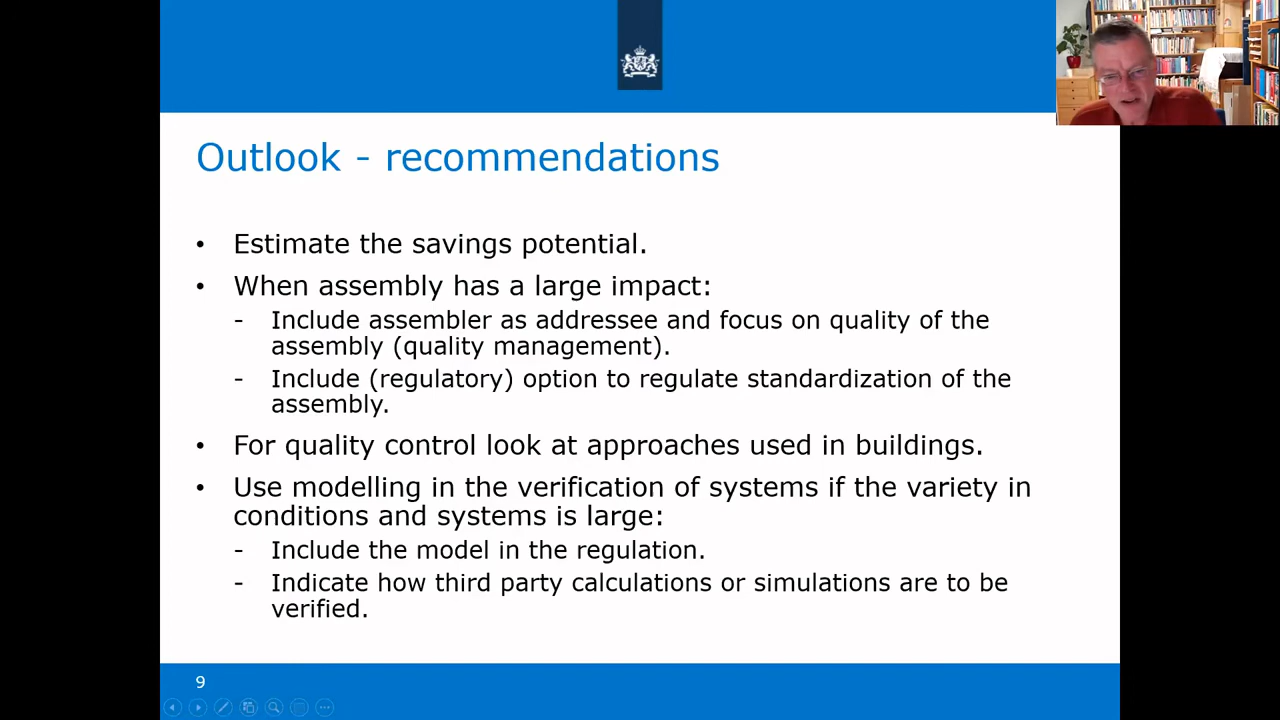 Outlook - recommendations
• Estimate the savings potential.
• When assembly has a large impact:
- Include assembler as addressee and focus on quality of the
assembly (quality management).
- Include (regulatory) option to regulate standardization of the
assembly.
• For quality control look at approaches used in buildings.
• Use modelling in the verification of systems if the variety in
conditions and systems is large:
- Include the model in the regulation.
- Indicate how third party calculations or simulations are to be
verified.
9